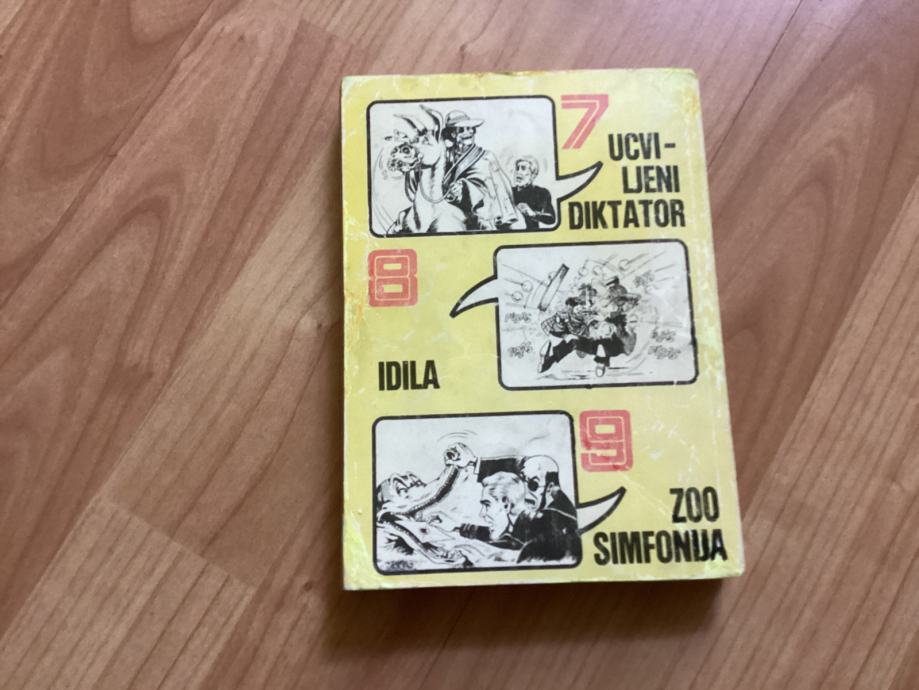 7
UCVI-
LJENI
DIKTATOR
8
IDILA
9
ZOO
SIMFONIJA